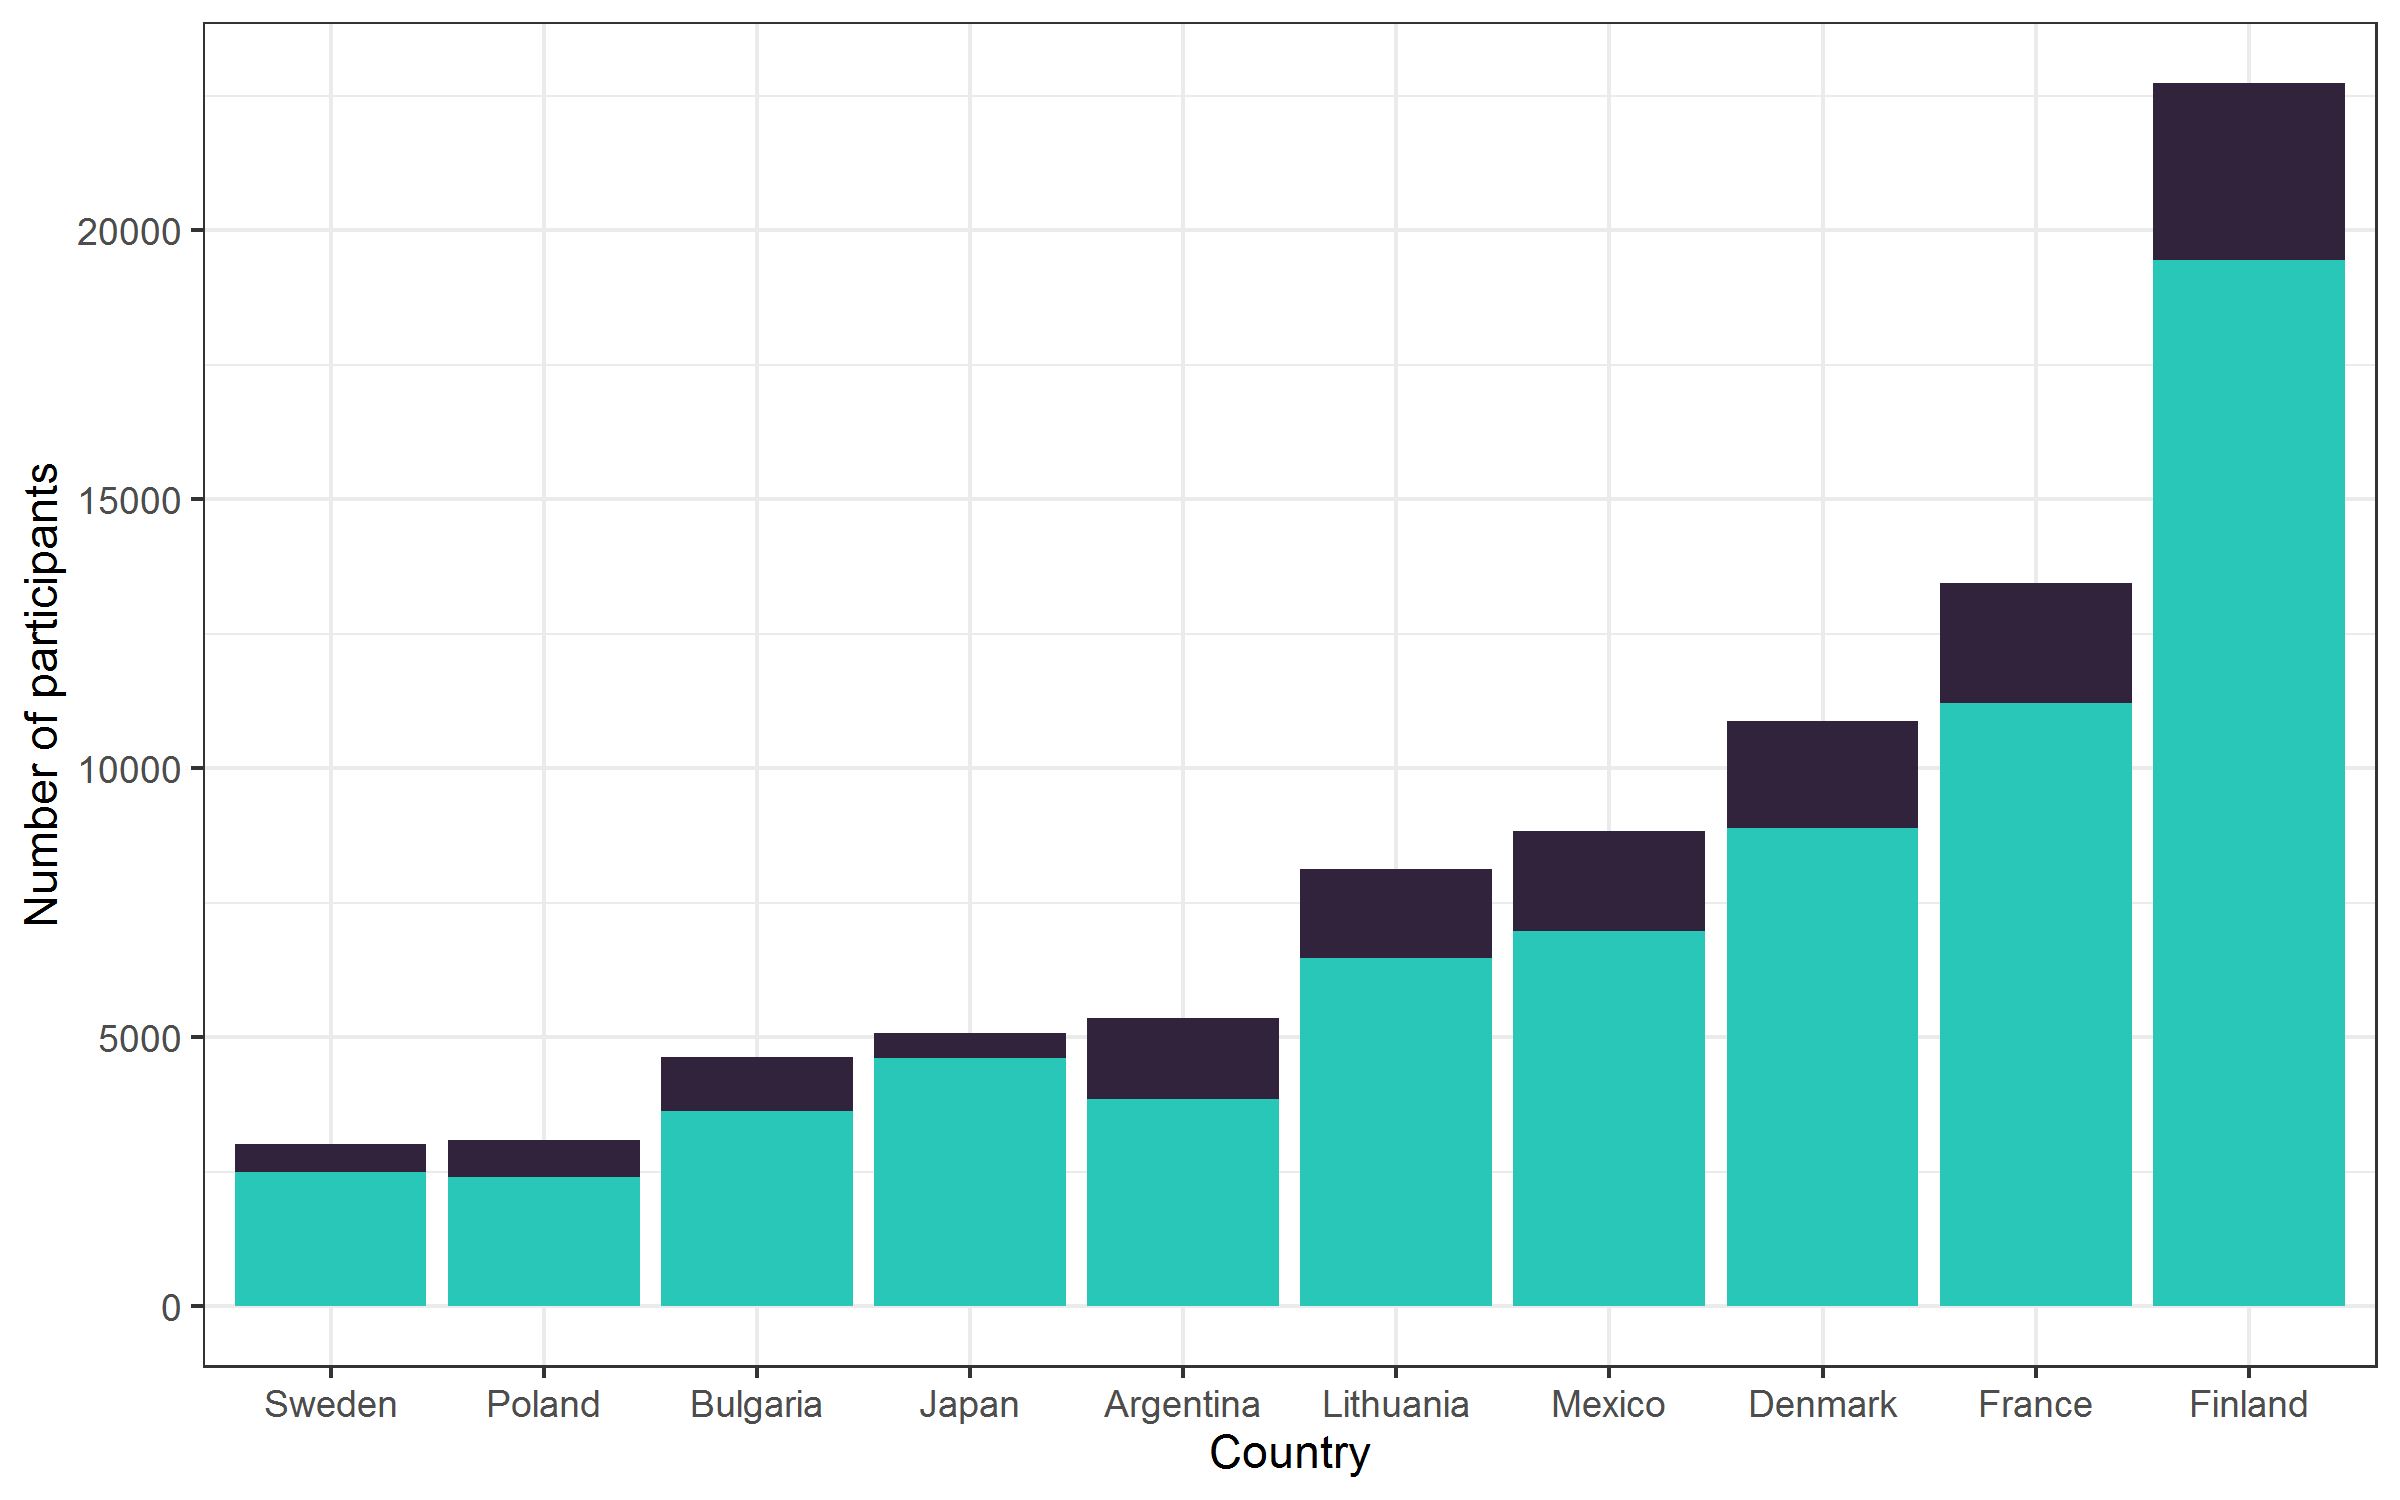 Number of participants
20000
15000
10000
5000
0
Sweden Poland Bulgaria Japan Argentina Lithuania Mexico Denmark France Finland
Country